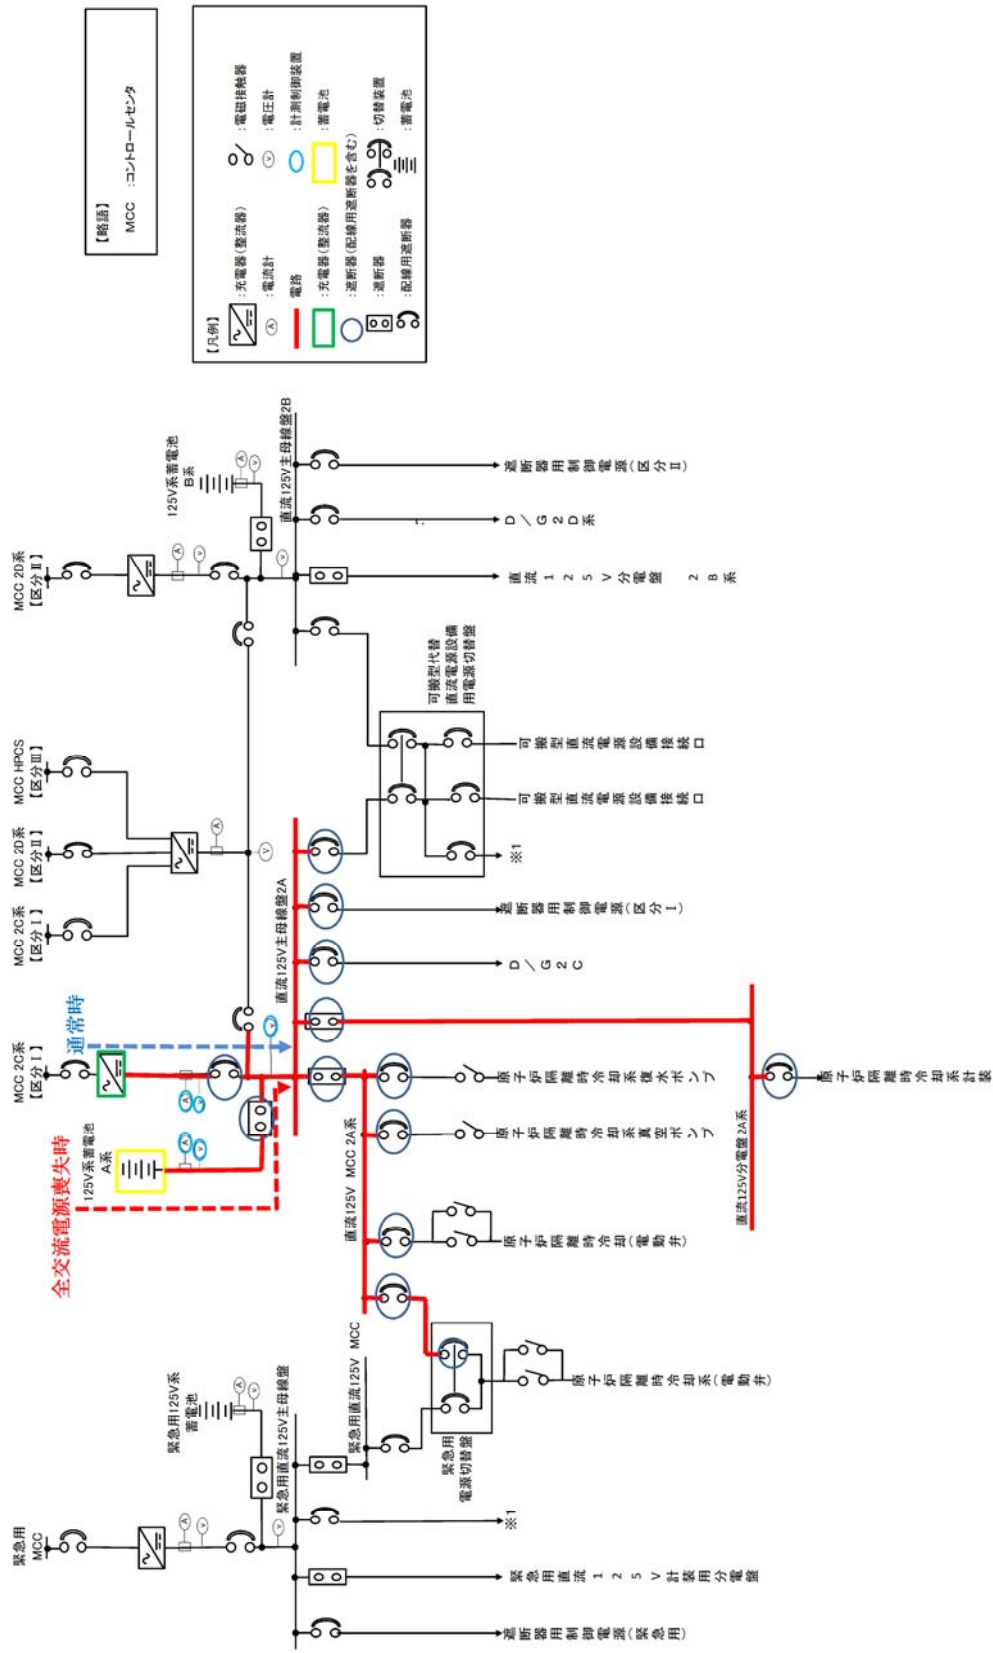 【略語】
MCC :コントロールセンタ
【凡例】
:充電器(整流器)
:電磁接触器
A
:電流計
V
:電圧計
:電路
:計測制御装置
:充電器(整流器)
:蓄電池
:遮断器(配線用遮断器を含む)
:遮断器
:切替装置
:配線用遮断器
:蓄電池
緊急用
MCC
A
V
緊急用125V系
蓄電池
A
V
V
緊急用直流125V主母線盤
遮断器用制御電源(緊急用)
緊急用直流125V計装用分電盤
※1
緊急用直流125V MCC
緊急用
電源切替盤
原子炉隔離時冷却系(電動弁)
全交流電源喪失時
通常時
125V系蓄電池
A系
A
V
MCC 2C系
【区分Ⅰ】
A
V
V
直流125V主母線盤2A
直流125V MCC 2A系
原子炉隔離時冷却(電動弁)
原子炉隔離時冷却系真空ポンプ
原子炉隔離時冷却系復水ポンプ
直流125V分電盤2A系
原子炉隔離時冷却系計装
D/G2C
遮断器用制御電源(区分Ⅰ)
MCC 2C系
【区分Ⅰ】
MCC 2D系
【区分Ⅱ】
MCC HPCS
【区分Ⅲ】
A
V
※1
可搬型直流電源設備接続口
可搬型直流電源設備接続口
可搬型代替
直流電源設備
用電源切替盤
MCC 2D系
【区分Ⅱ】
A
V
V
125V系蓄電池
B系
A
V
直流125V主母線盤2B
直流125V分電盤 2B系
D/G2D系
遮断器用制御電源(区分Ⅱ)